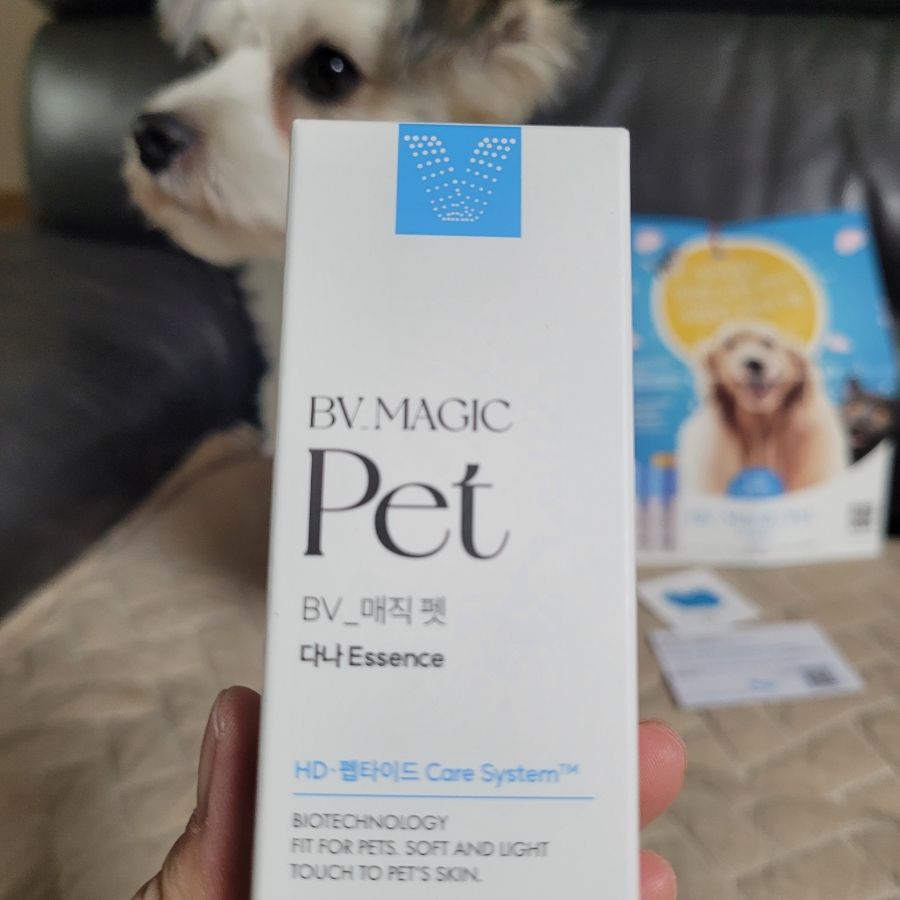 BV_MAGIC
Pet
BV_매직 펫
다나 Essence
HD·펩타이드 Care System™
BIOTECHNOLOGY
FIT FOR PETS. SOFT AND LIGHT
TOUCH TO PET'S SKIN.